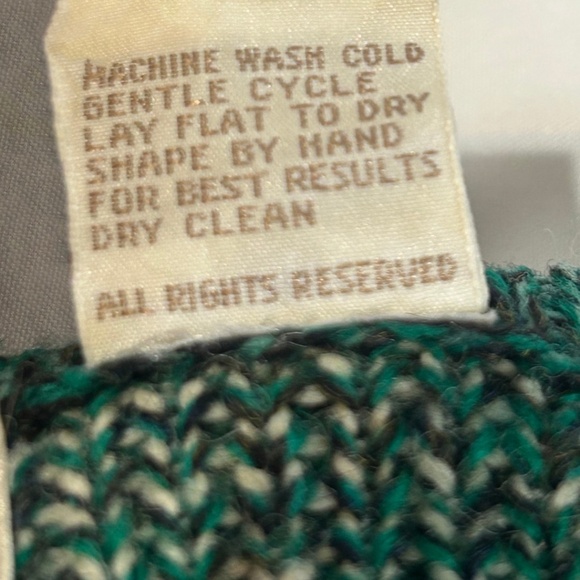 MACHINE WASH COLD
GENTLE CYCLE
LAY FLAT TO DRY
SHAPE BY HAND
FOR BEST RESULTS
DRY CLEAN
ALL RIGHTS RESERVED